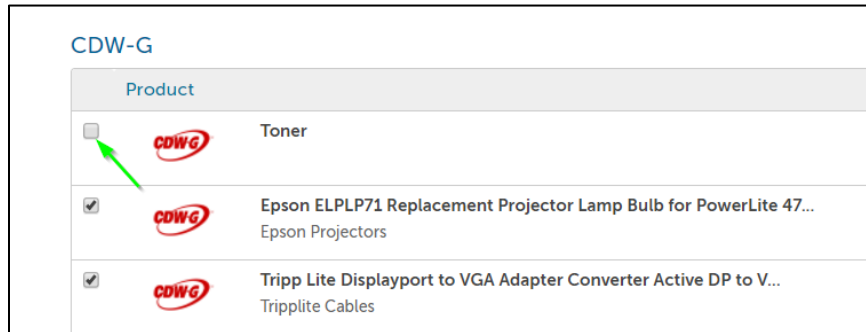 CDW-G
Product
CDW·G
Toner
CDW·G
Epson ELPLP71 Replacement Projector Lamp Bulb for PowerLite 47...
Epson Projectors
CDW·G
Tripp Lite Displayport to VGA Adapter Converter Active DP to V...
Tripplite Cables